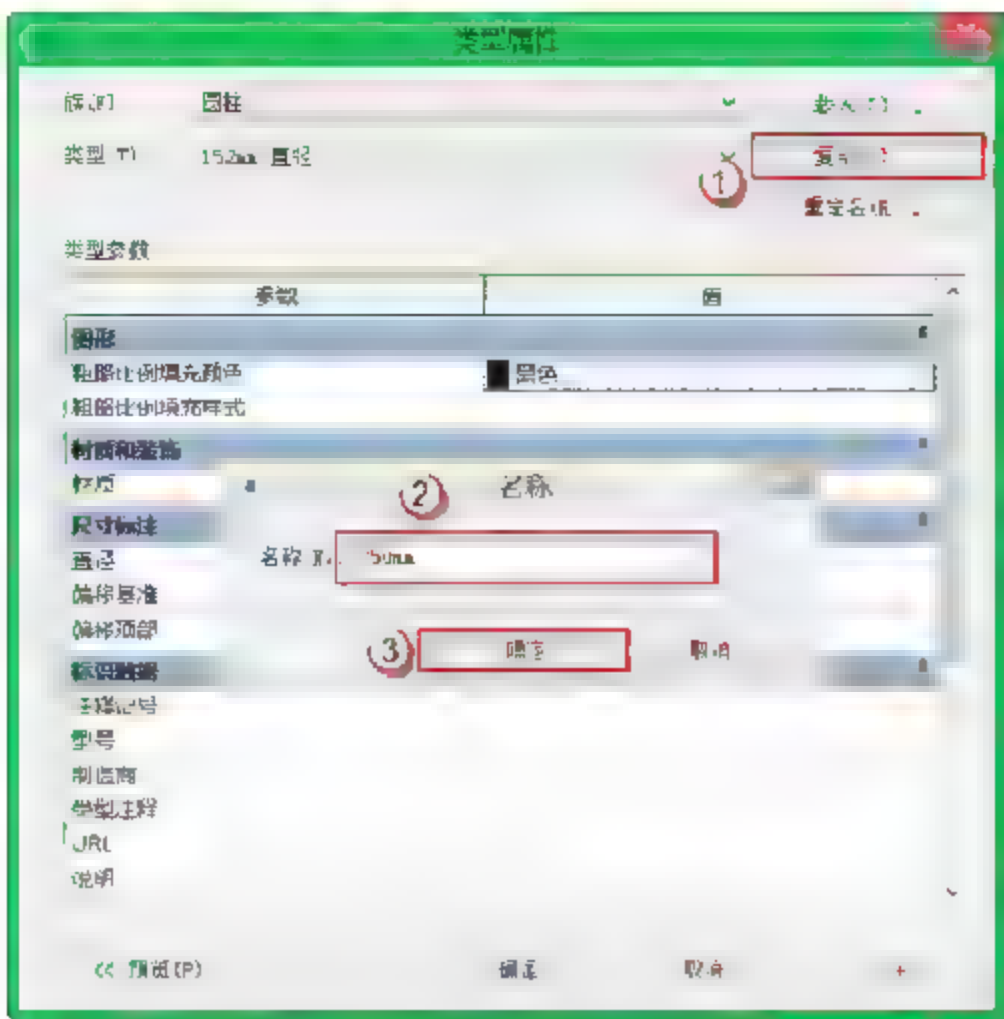 类型属性
族(F) 圆柱 载入(L)
类型(T) 152mm 直径 ① 复制(D)
重命名(R)
类型参数
参数 值
图形
粗略比例填充颜色 黑色
粗略比例填充样式
材质和装饰
材质 ② 名称
尺寸标注
直径 名称(N)
偏移基准
偏移顶部 ③ 确定 取消
标识数据
注释记号
型号
制造商
类型注释
URL
说明
<< 预览(P) 确定 取消